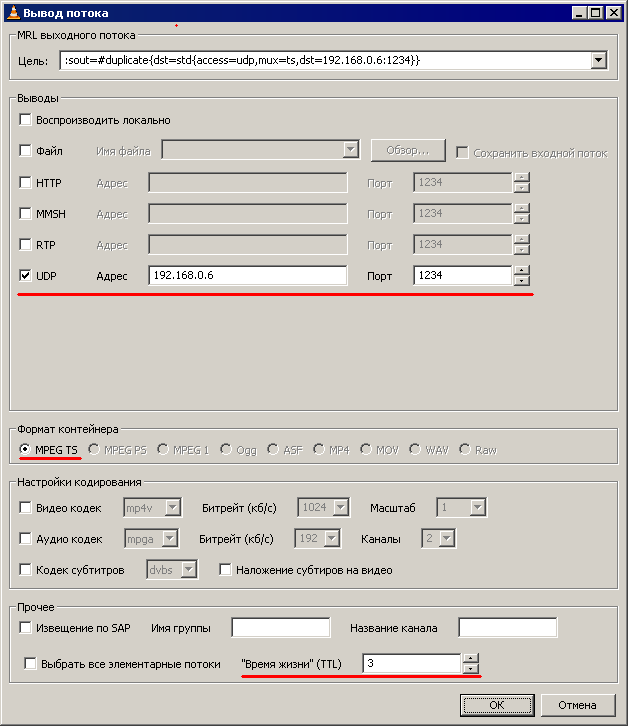 Вывод потока
MRL выходного потока
Цель: :sout=#duplicate{dst=std{access=udp,mux=ts,dst=192.168.0.6:1234}}
Выводы
Воспроизводить локально
Файл Имя файла Обзор... Сохранить входной поток
HTTP Адрес Порт 1234
MMSH Адрес Порт 1234
RTP Адрес Порт 1234
UDP Адрес 192.168.0.6 Порт 1234
Формат контейнера
MPEG TS MPEG PS MPEG 1 Ogg ASF MP4 MOV WAV Raw
Настройки кодирования
Видео кодек mp4v Битрейт (кб/с) 1024 Масштаб 1
Аудио кодек mpga Битрейт (кб/с) 192 Каналы 2
Кодек субтитров dvbs Наложение субтиров на видео
Прочее
Извещение по SAP Имя группы Название канала
Выбрать все элементарные потоки "Время жизни" (TTL) 3
OK Отмена